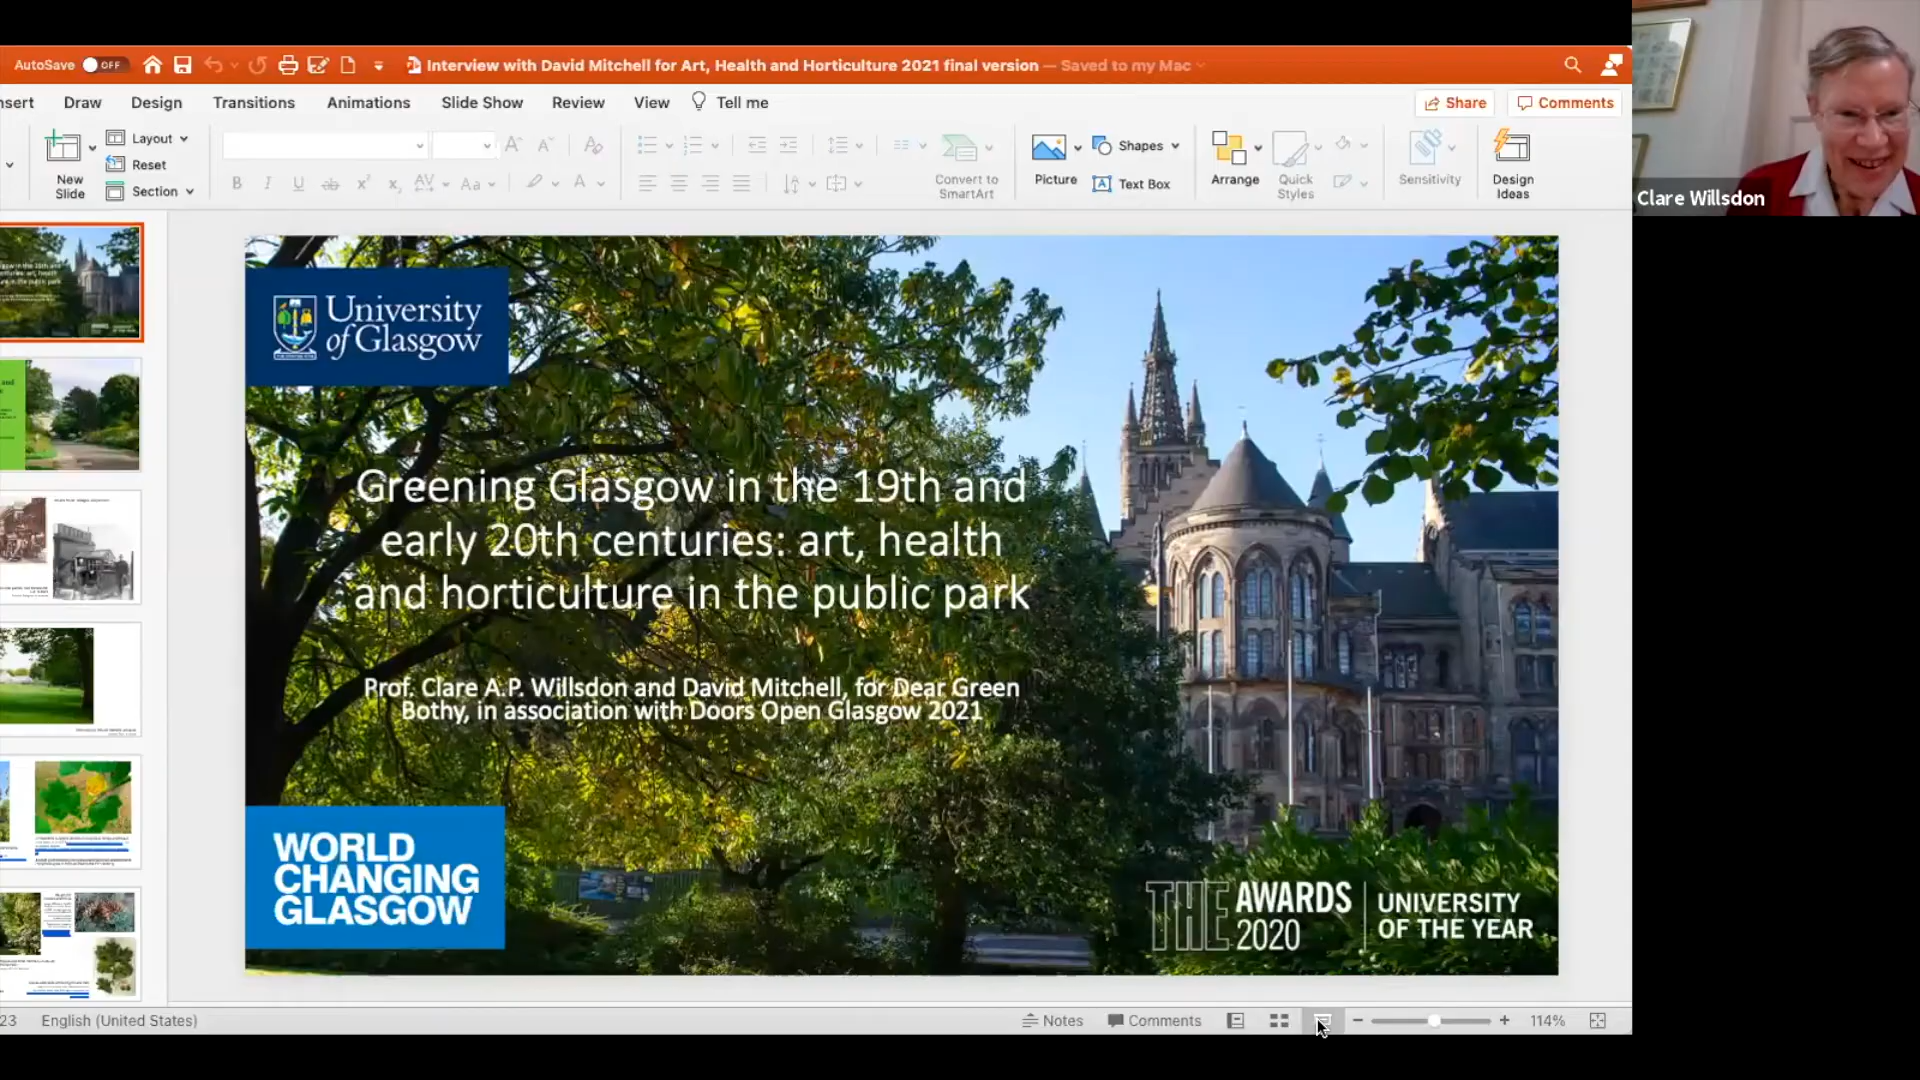 AutoSave OFF
Interview with David Mitchell for Art, Health and Horticulture 2021 final version — Saved to my Mac
nsert Draw Design Transitions Animations Slide Show Review View Tell me
Share Comments
New
Slide
Layout
Reset
Section
Convert to
SmartArt
Picture
Shapes
Text Box
Arrange
Quick
Styles
Sensitivity
Design
Ideas
Clare Willsdon
University
of Glasgow
Greening Glasgow in the 19th and
early 20th centuries: art, health
and horticulture in the public park
Prof. Clare A.P. Willsdon and David Mitchell, for Dear Green
Bothy, in association with Doors Open Glasgow 2021
WORLD
CHANGING
GLASGOW
THE AWARDS
2020
UNIVERSITY
OF THE YEAR
23 English (United States)
Notes Comments 114%